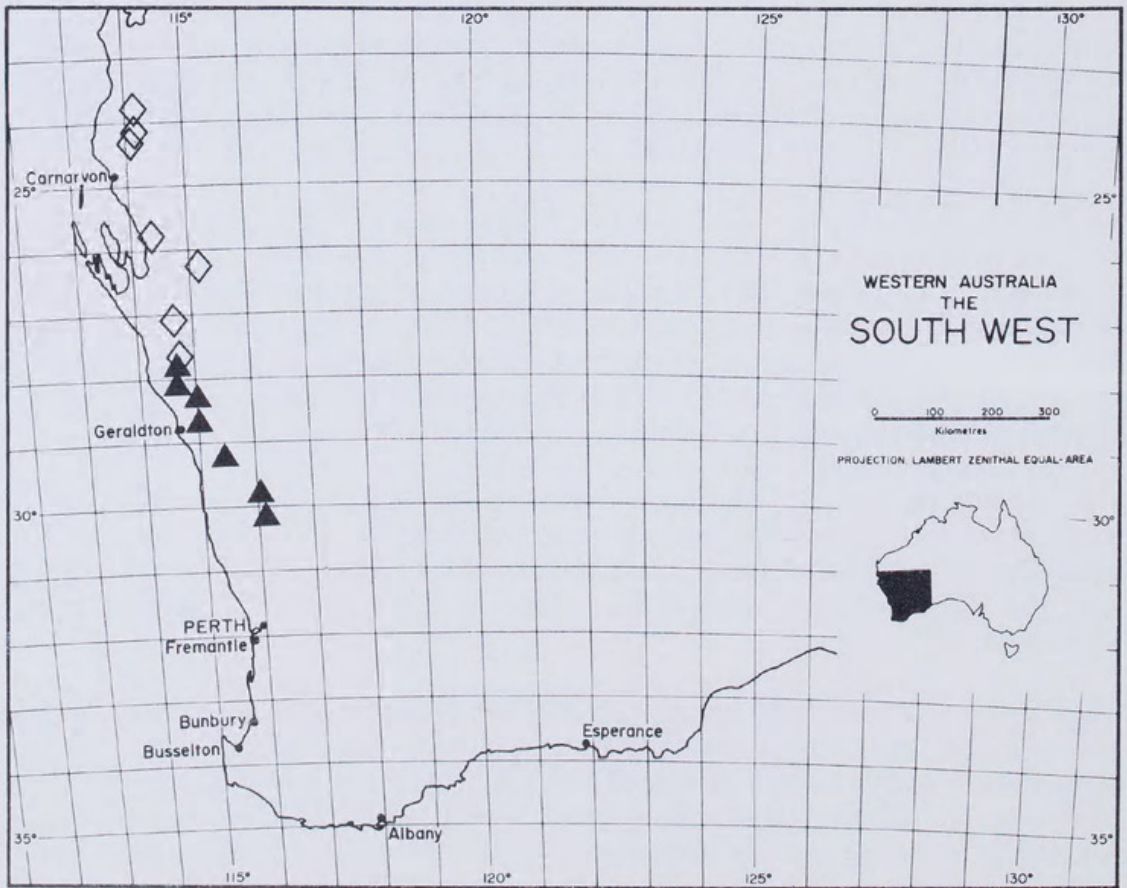 115° 120° 125° 130°
Carnarvon
25° 25°
WESTERN AUSTRALIA
THE
SOUTH WEST
0 100 200 300
Kilometres
PROJECTION: LAMBERT ZENITHAL EQUAL-AREA
Geraldton
30° 30°
PERTH
Fremantle
Bunbury
Busselton
Esperance
Albany
35° 35°
115° 120° 125° 130°